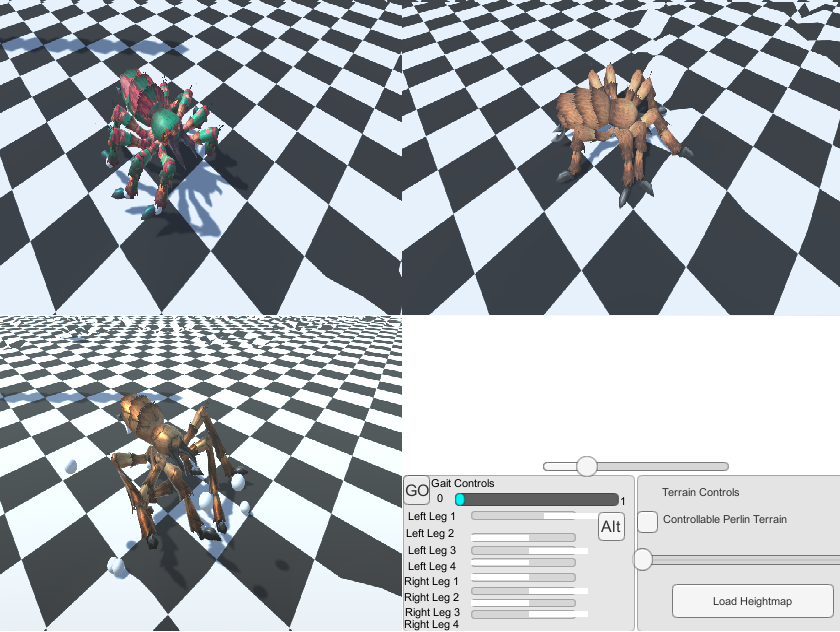 GO
Gait Controls
0
1
Left Leg 1
Alt
Left Leg 2
Left Leg 3
Left Leg 4
Right Leg 1
Right Leg 2
Right Leg 3
Right Leg 4
Terrain Controls
Controllable Perlin Terrain
Load Heightmap